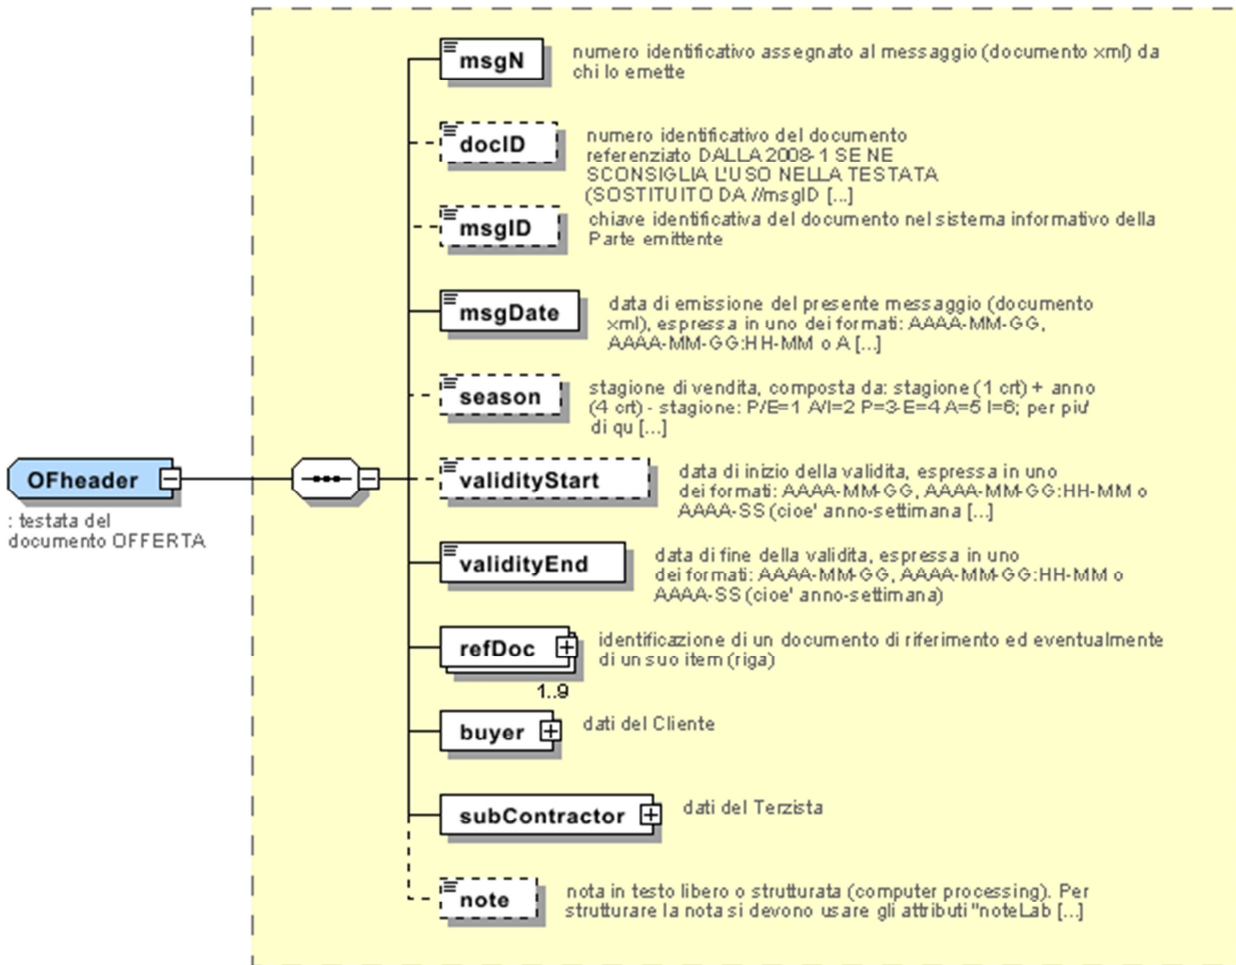 msgN
numero identificativo assegnato al messaggio (documento xml) da
chi lo emette
docID
numero identificativo del documento
referenziato DALLA 2008-1 SE NE
SCONSIGLIA L'USO NELLA TESTATA
(SOSTITUITO DA //msgID [...]
msgID
chiave identificativa del documento nel sistema informativo della
Parte emittente
msgDate
data di emissione del presente messaggio (documento
xml), espressa in uno dei formati: AAAA-MM-GG,
AAAA-MM-GG:HH-MM o A [...]
season
stagione di vendita, composta da: stagione (1 crt) + anno
(4 crt) - stagione: P/E=1 A/I=2 P=3 E=4 A=5 I=6; per piu'
di qu [...]
OFheader
: testata del
documento OFFERTA
validityStart
data di inizio della validita, espressa in uno
dei formati: AAAA-MM-GG, AAAA-MM-GG:HH-MM o
AAAA-SS (cioe' anno-settimana [...]
validityEnd
data di fine della validita, espressa in uno
dei formati: AAAA-MM-GG, AAAA-MM-GG:HH-MM o
AAAA-SS (cioe' anno-settimana)
refDoc
1..9
identificazione di un documento di riferimento ed eventualmente
di un suo item (riga)
buyer
dati del Cliente
subContractor
dati del Terzista
note
nota in testo libero o strutturata (computer processing). Per
strutturare la nota si devono usare gli attributi "noteLab [...]